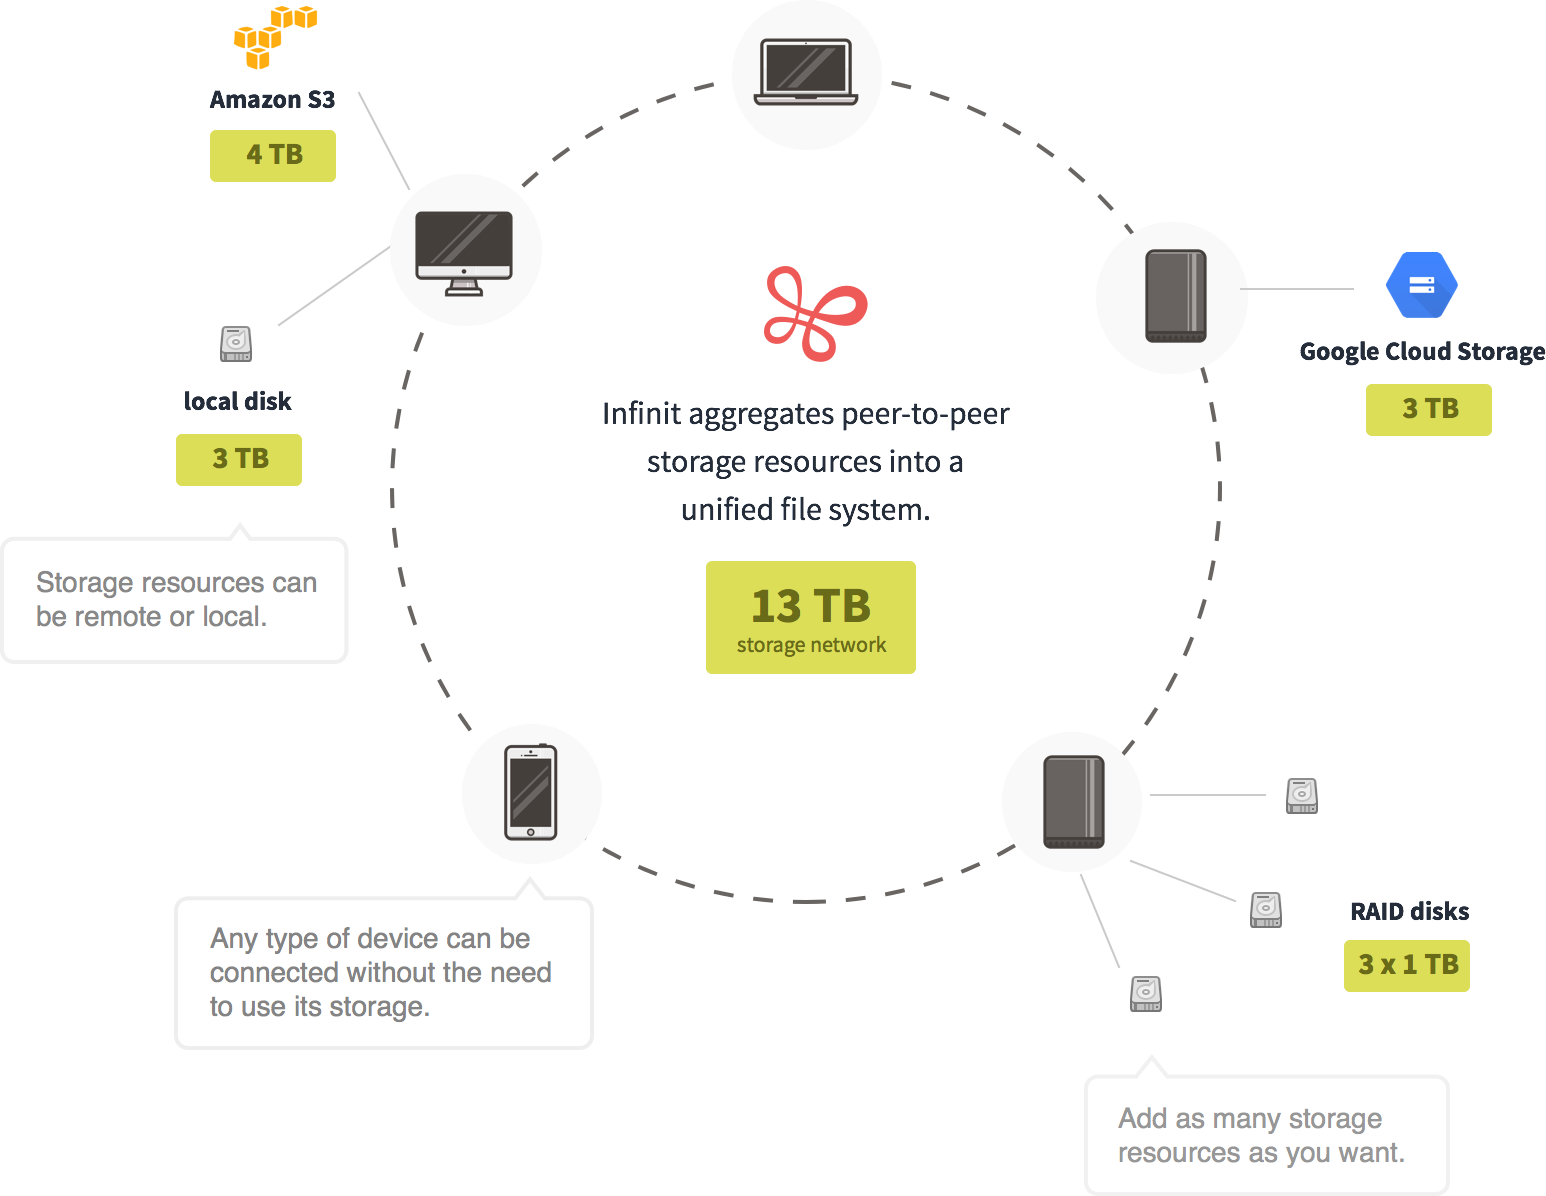 Amazon S3
4 TB
local disk
3 TB
Storage resources can
be remote or local.
Infinit aggregates peer-to-peer
storage resources into a
unified file system.
13 TB
storage network
Google Cloud Storage
3 TB
Any type of device can be
connected without the need
to use its storage.
RAID disks
3 x 1 TB
Add as many storage
resources as you want.